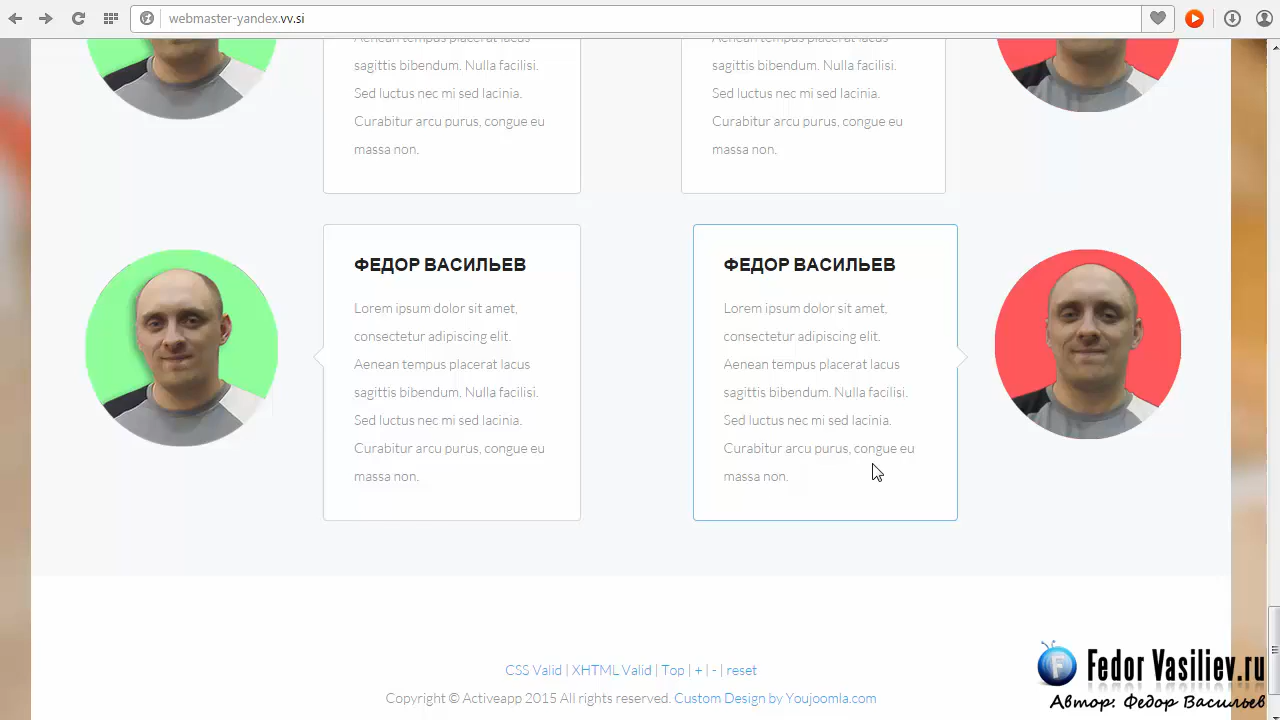 webmaster-yandex.vv.si
Aenean tempus placerat lacus
sagittis bibendum. Nulla facilisi.
Sed luctus nec mi sed lacinia.
Curabitur arcu purus, congue eu
massa non.
Aenean tempus placerat lacus
sagittis bibendum. Nulla facilisi.
Sed luctus nec mi sed lacinia.
Curabitur arcu purus, congue eu
massa non.
ФЕДОР ВАСИЛЬЕВ
Lorem ipsum dolor sit amet,
consectetur adipiscing elit.
Aenean tempus placerat lacus
sagittis bibendum. Nulla facilisi.
Sed luctus nec mi sed lacinia.
Curabitur arcu purus, congue eu
massa non.
ФЕДОР ВАСИЛЬЕВ
Lorem ipsum dolor sit amet,
consectetur adipiscing elit.
Aenean tempus placerat lacus
sagittis bibendum. Nulla facilisi.
Sed luctus nec mi sed lacinia.
Curabitur arcu purus, congue eu
massa non.
CSS Valid | XHTML Valid | Top | + | - | reset
Copyright © Activeapp 2015 All rights reserved. Custom Design by Youjoomla.com
F Fedor Vasiliev.ru
Автор: Федор Васильев